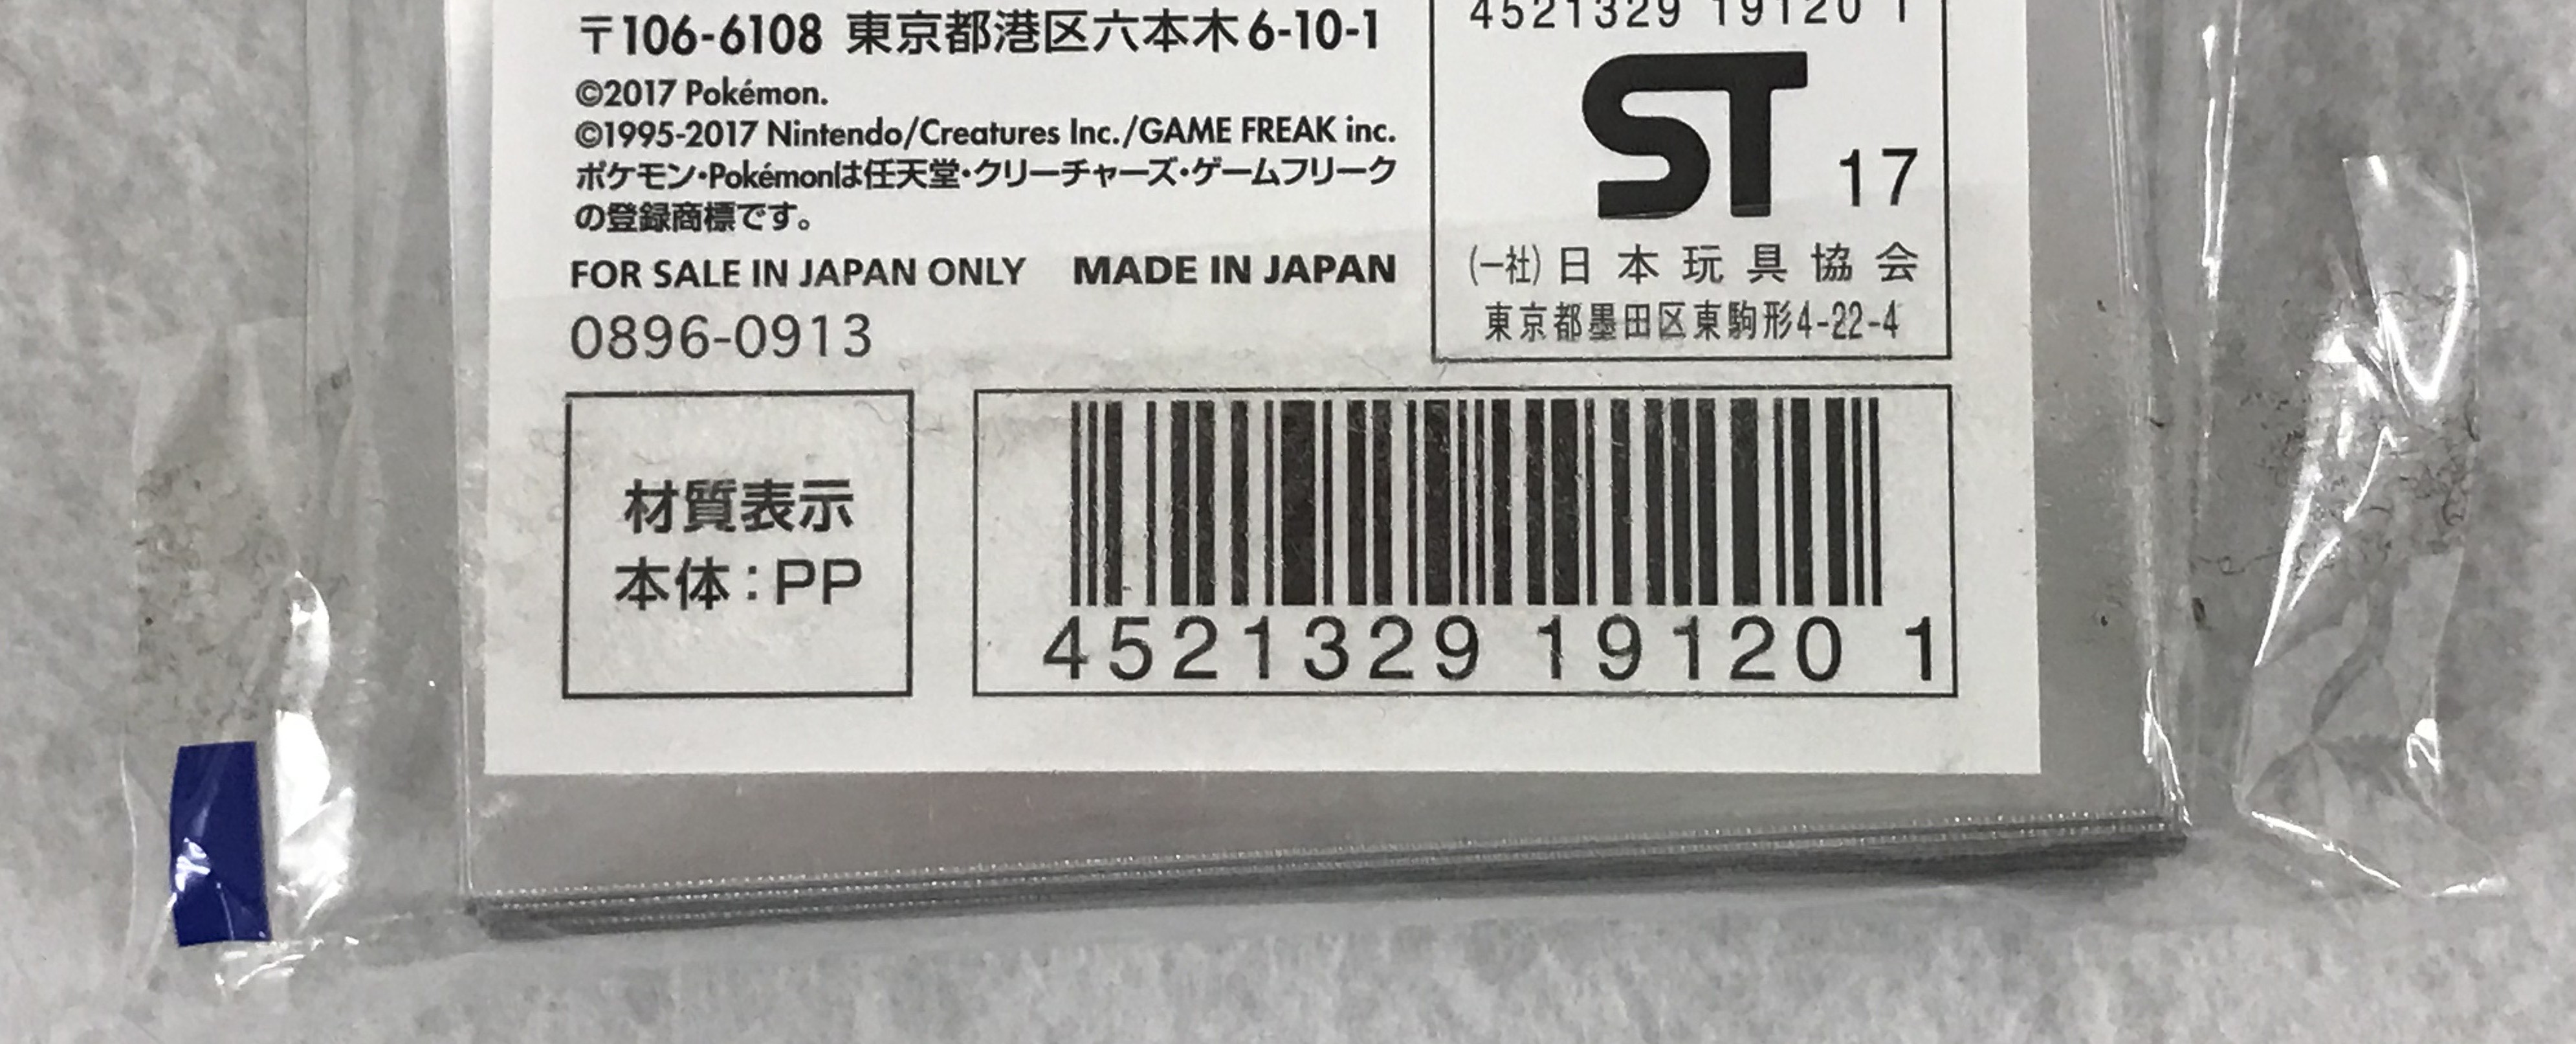 〒106-6108 東京都港区六本木6-10-1
©2017 Pokémon.
©1995-2017 Nintendo/Creatures Inc./GAME FREAK inc.
ポケモン・Pokémonは任天堂・クリーチャーズ・ゲームフリーク
の登録商標です。
FOR SALE IN JAPAN ONLY MADE IN JAPAN
0896-0913
4521329 19120 1
ST 17
(一社)日本玩具協会
東京都墨田区東駒形4-22-4
材質表示
本体：PP
4521329 19120 1